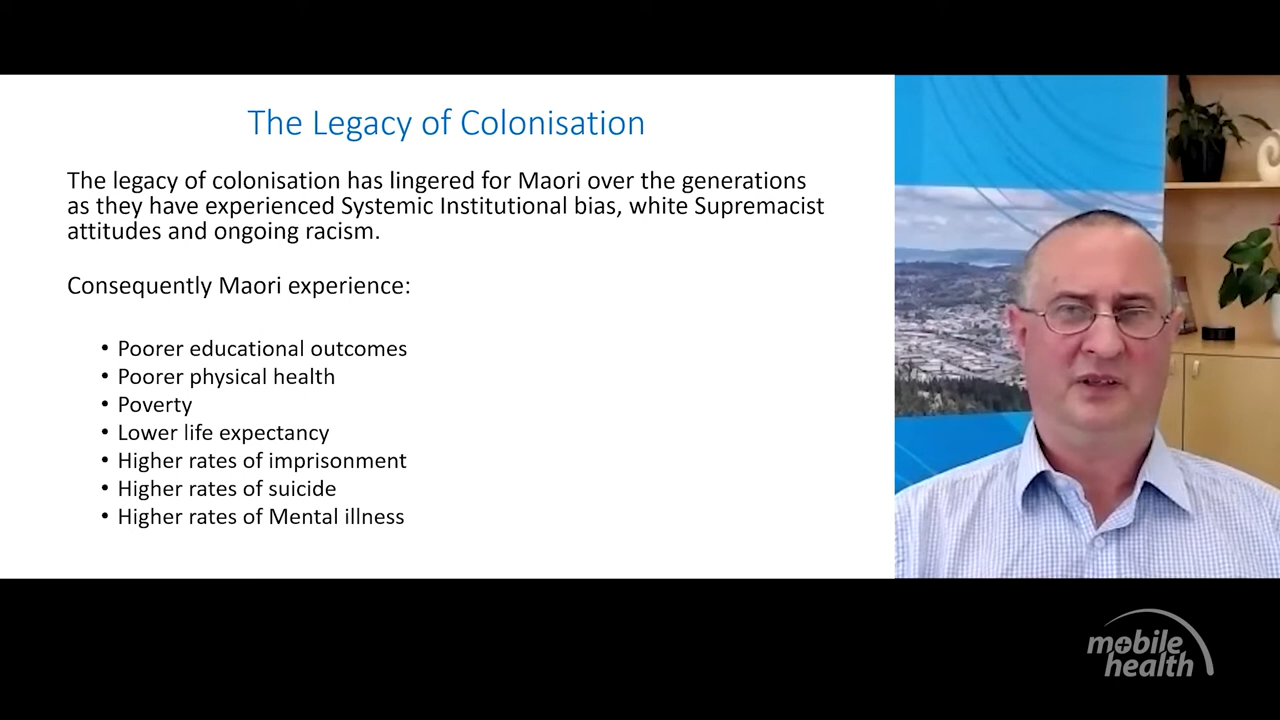 The Legacy of Colonisation
The legacy of colonisation has lingered for Maori over the generations
as they have experienced Systemic Institutional bias, white Supremacist
attitudes and ongoing racism.
Consequently Maori experience:
• Poorer educational outcomes
• Poorer physical health
• Poverty
• Lower life expectancy
• Higher rates of imprisonment
• Higher rates of suicide
• Higher rates of Mental illness
mobile
health